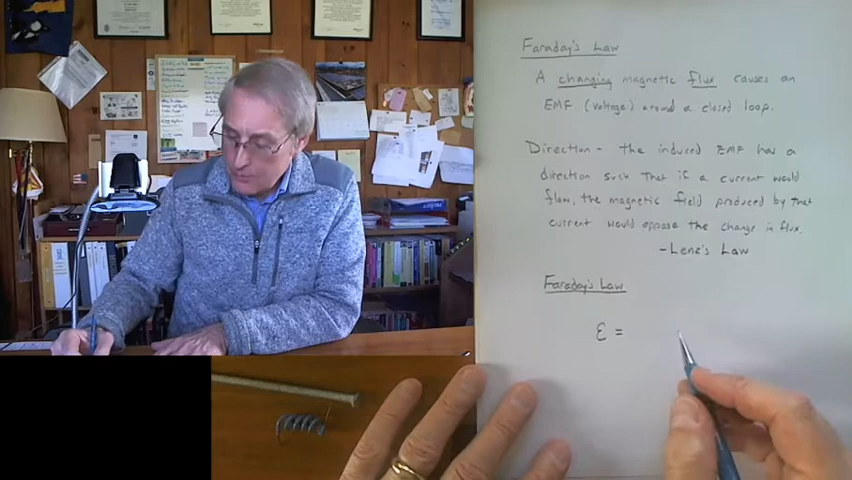 Faraday's Law
A changing magnetic flux causes an
EMF (voltage) around a closed loop.
Direction - the induced EMF has a
direction such that if a current would
flow, the magnetic field produced by that
current would oppose the change in flux.
- Lenz's Law
Faraday's Law
ℰ =